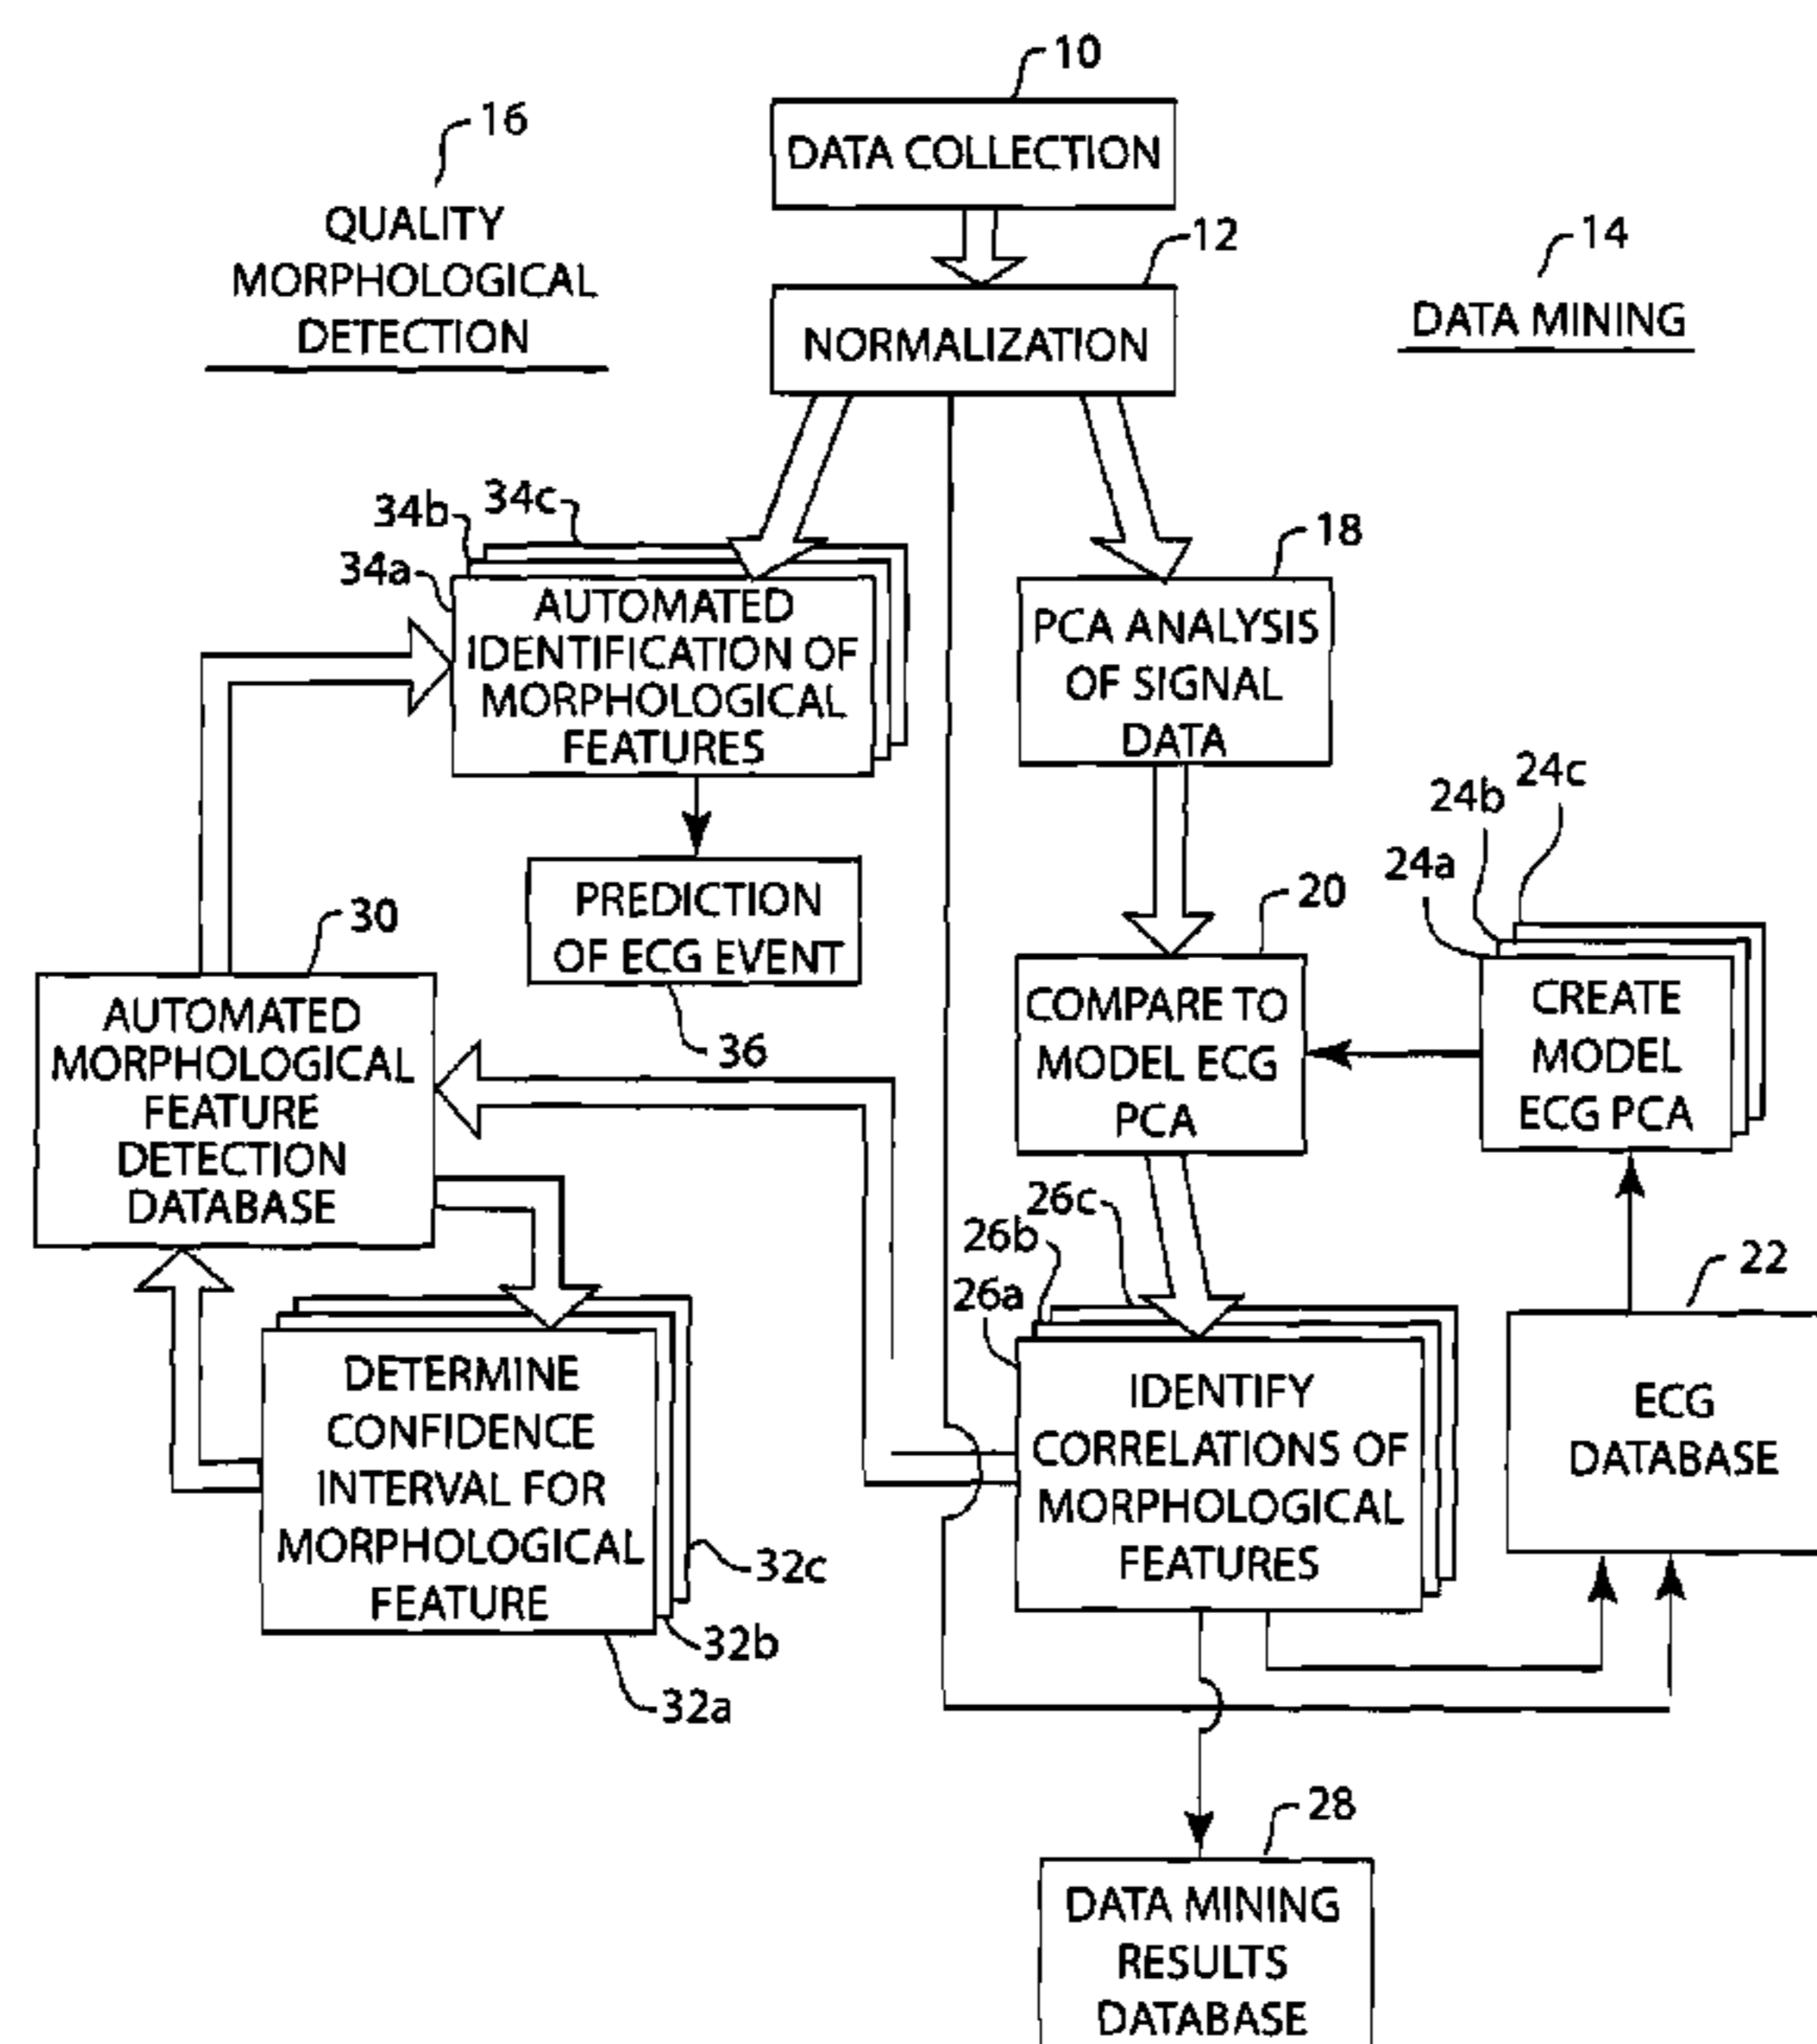 10
DATA COLLECTION
16
QUALITY
MORPHOLOGICAL
DETECTION
12
NORMALIZATION
14
DATA MINING
34c
34b
34a
AUTOMATED
IDENTIFICATION OF
MORPHOLOGICAL
FEATURES
18
PCA ANALYSIS
OF SIGNAL
DATA
PREDICTION
OF ECG EVENT
36
30
AUTOMATED
MORPHOLOGICAL
FEATURE
DETECTION
DATABASE
20
COMPARE TO
MODEL ECG
PCA
24c
24b
24a
CREATE
MODEL
ECG PCA
26c
26b
26a
IDENTIFY
CORRELATIONS OF
MORPHOLOGICAL
FEATURES
22
ECG
DATABASE
DETERMINE
CONFIDENCE
INTERVAL FOR
MORPHOLOGICAL
FEATURE
32c
32b
32a
28
DATA MINING
RESULTS
DATABASE